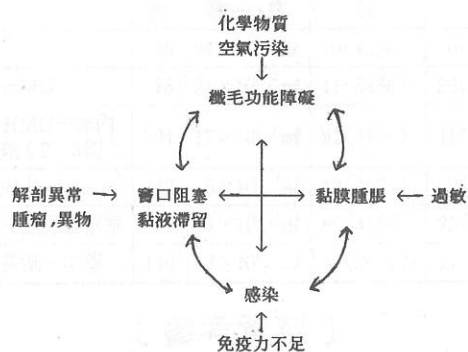 化學物質
空氣污染
纖毛功能障礙
解剖異常
腫瘤,異物
竇口阻塞
黏液滯留
黏膜腫脹
過敏
感染
免疫力不足